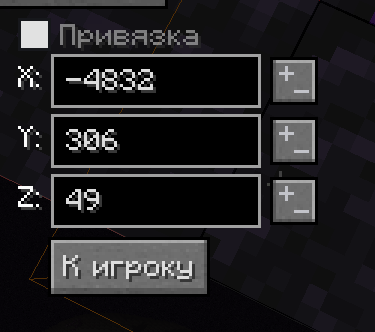 Привязка
X: -4832 +_
Y: 306 +_
Z: 49 +_
К игроку